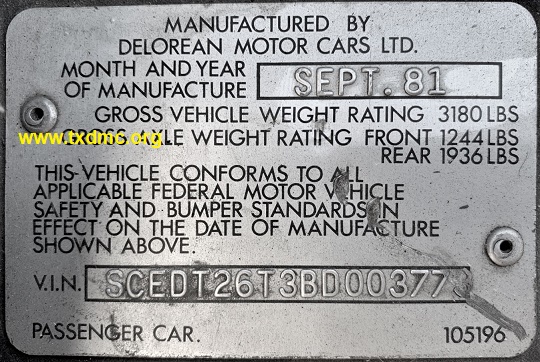 MANUFACTURED BY
DELOREAN MOTOR CARS LTD.
MONTH AND YEAR
OF MANUFACTURE SEPT. 81
GROSS VEHICLE WEIGHT RATING 3180 LBS
www.txdmc.org
WEIGHT RATING FRONT 1244 LBS
REAR 1936 LBS
THIS VEHICLE CONFORMS TO ALL
APPLICABLE FEDERAL MOTOR VEHICLE
SAFETY AND BUMPER STANDARDS IN
EFFECT ON THE DATE OF MANUFACTURE
SHOWN ABOVE.
V.I.N. SCEDT26T3BD00377
PASSENGER CAR. 105196